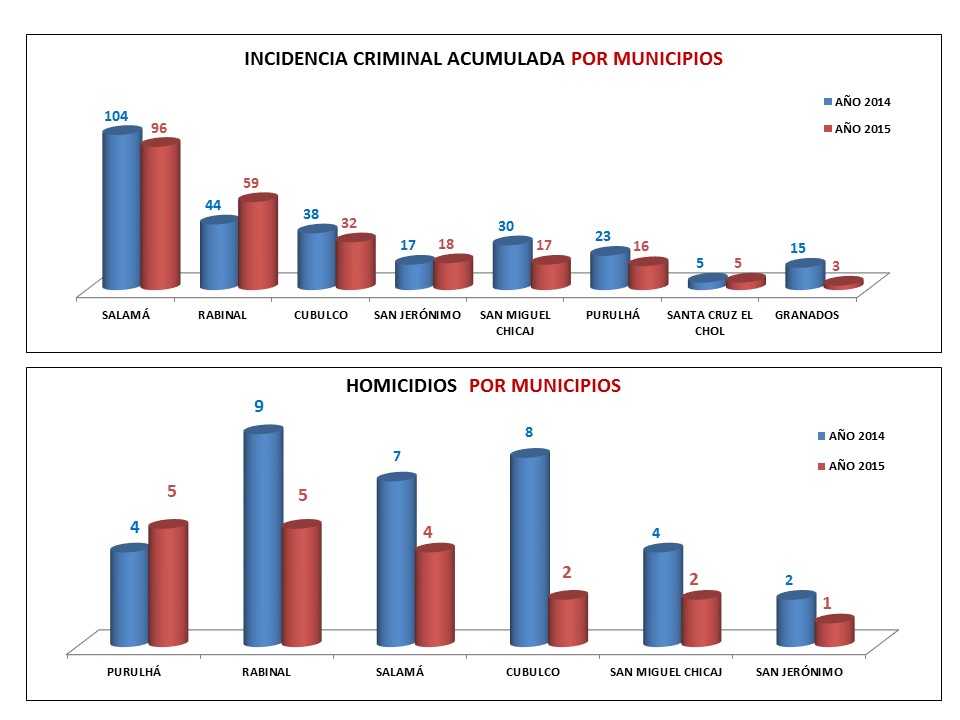 INCIDENCIA CRIMINAL ACUMULADA POR MUNICIPIOS
AÑO 2014
AÑO 2015
104 96 44 59 38 32 17 18 30 17 23 16 5 5 15 3
SALAMÁ RABINAL CUBULCO SAN JERÓNIMO SAN MIGUEL PURULHÁ SANTA CRUZ EL GRANADOS
CHICAJ CHOL
HOMICIDIOS POR MUNICIPIOS
AÑO 2014
AÑO 2015
4 5 9 5 7 4 8 2 4 2 2 1
PURULHÁ RABINAL SALAMÁ CUBULCO SAN MIGUEL CHICAJ SAN JERÓNIMO